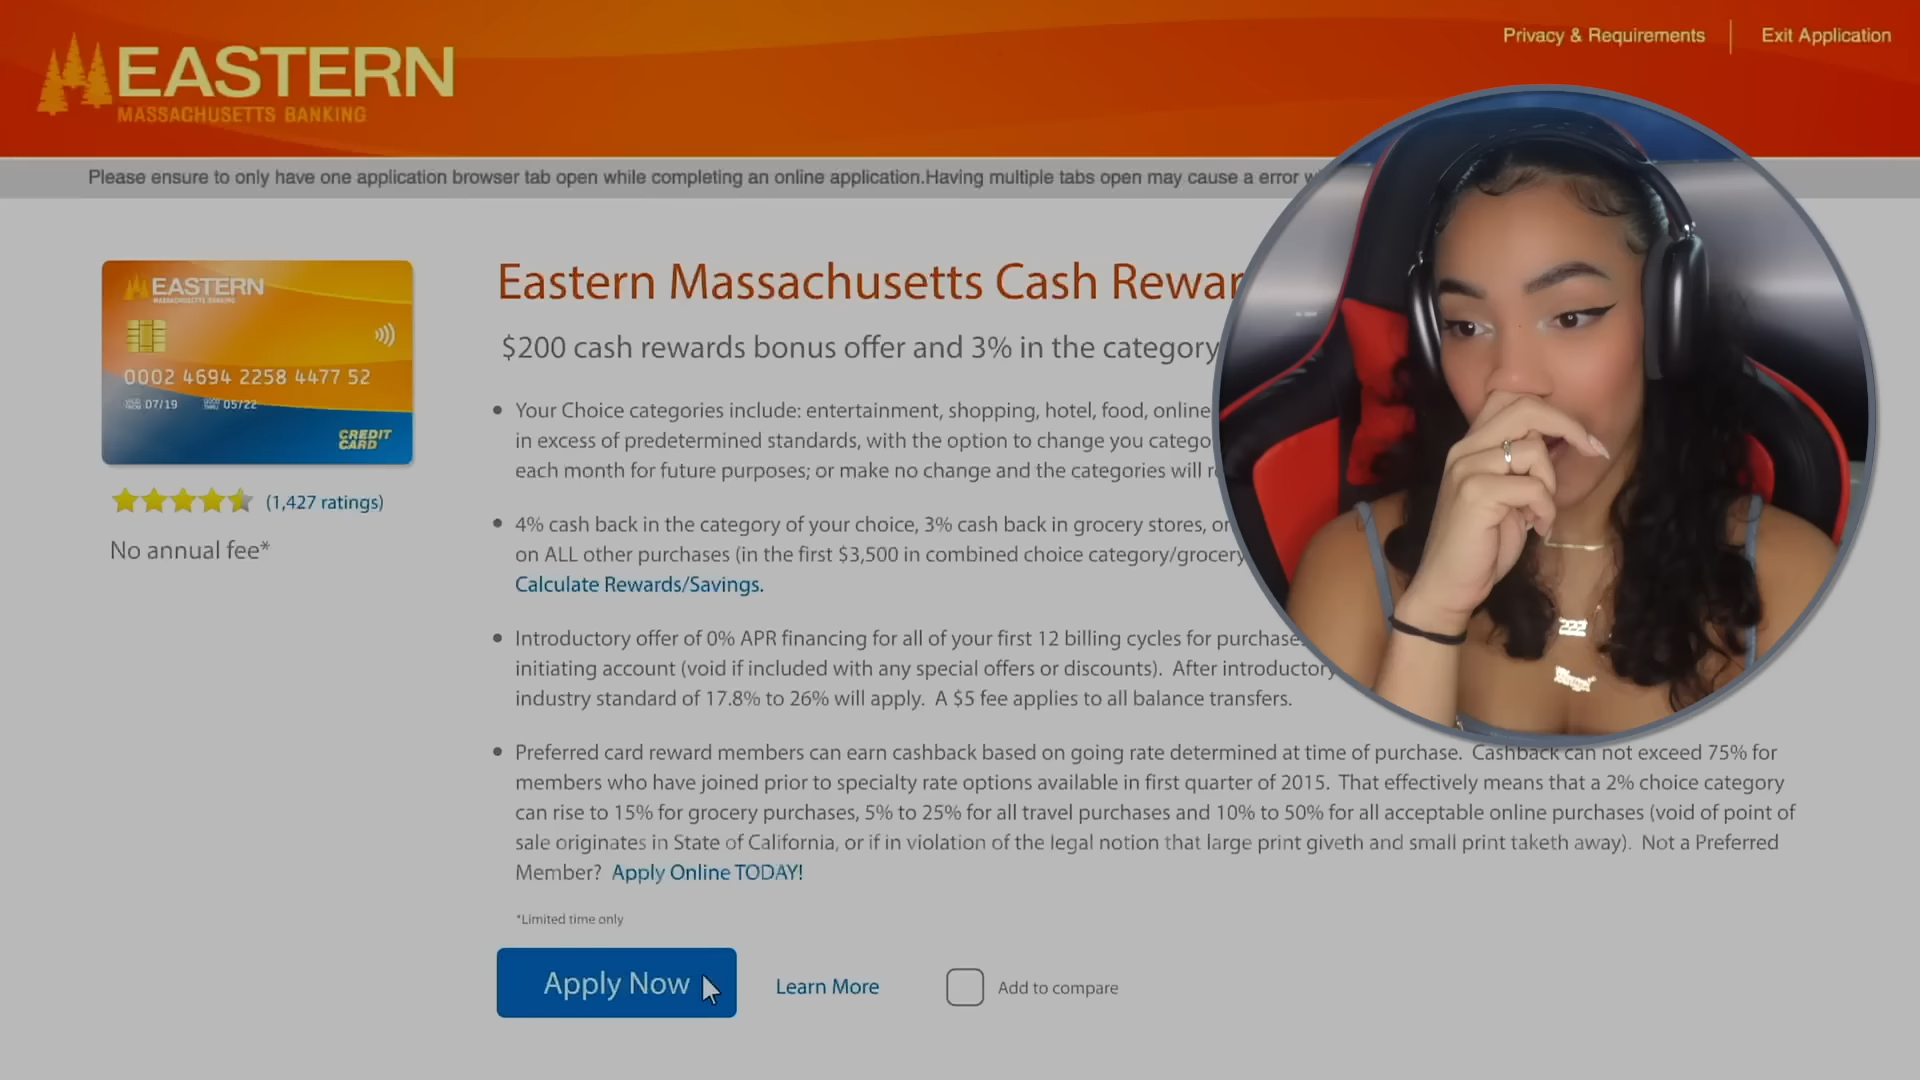 Privacy & Requirements
Exit Application
EASTERN
MASSACHUSETTS BANKING
Please ensure to only have one application browser tab open while completing an online application.Having multiple tabs open may cause a error
EASTERN
MASSACHUSETTS BANKING
0002 4694 2258 4477 52
07/19 05/22
CREDIT
CARD
(1,427 ratings)
No annual fee*
Eastern Massachusetts Cash Rewar
$200 cash rewards bonus offer and 3% in the category
• Your Choice categories include: entertainment, shopping, hotel, food, online
in excess of predetermined standards, with the option to change you catego
each month for future purposes; or make no change and the categories will
• 4% cash back in the category of your choice, 3% cash back in grocery stores, or
on ALL other purchases (in the first $3,500 in combined choice category/grocery
Calculate Rewards/Savings.
• Introductory offer of 0% APR financing for all of your first 12 billing cycles for purchase
initiating account (void if included with any special offers or discounts). After introductory
industry standard of 17.8% to 26% will apply. A $5 fee applies to all balance transfers.
• Preferred card reward members can earn cashback based on going rate determined at time of purchase. Cashback can not exceed 75% for
members who have joined prior to specialty rate options available in first quarter of 2015. That effectively means that a 2% choice category
can rise to 15% for grocery purchases, 5% to 25% for all travel purchases and 10% to 50% for all acceptable online purchases (void of point of
sale originates in State of California, or if in violation of the legal notion that large print giveth and small print taketh away). Not a Preferred
Member? Apply Online TODAY!
*Limited time only
Apply Now
Learn More
Add to compare
222